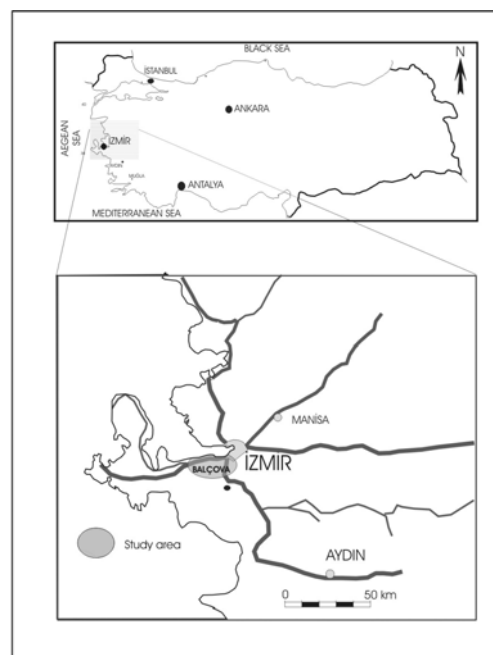 BLACK SEA
N
İSTANBUL
ANKARA
AEGEAN
SEA
İZMİR
ANTALYA
MEDITERRANEAN SEA
MANİSA
İZMİR
BALÇOVA
Study area
AYDIN
0 50 km